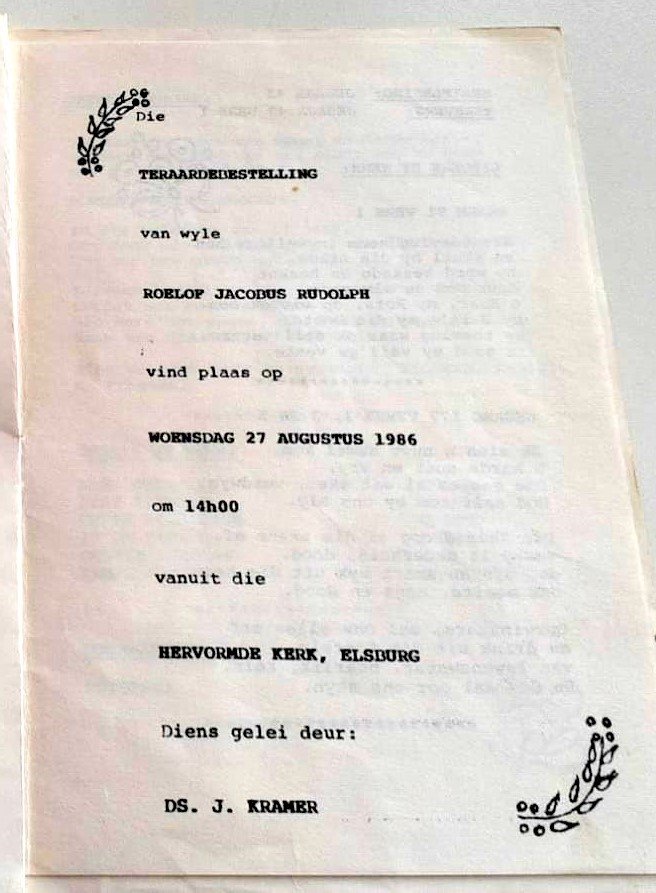 Die
TERAARDEBESTELLING
van wyle
ROELOF JACOBUS RUDOLPH
vind plaas op
WOENSDAG 27 AUGUSTUS 1986
om 14h00
vanuit die
HERVORMDE KERK, ELSBURG
Diens gelei deur:
DS. J. KRAMER